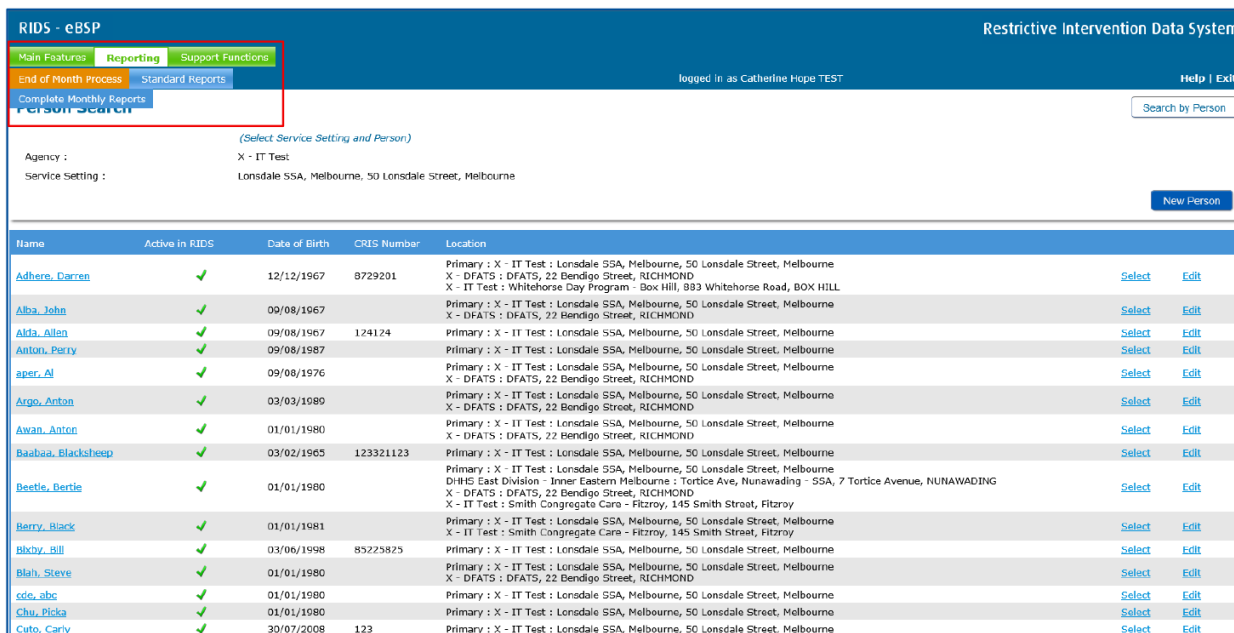 RIDS - eBSP Restrictive Intervention Data System
Main Features Reporting Support Functions
End of Month Process Standard Reports logged in as Catherine Hope TEST Help | Exit
Complete Monthly Reports
Person Search Search by Person
(Select Service Setting and Person)
Agency : X - IT Test
Service Setting : Lonsdale SSA, Melbourne, 50 Lonsdale Street, Melbourne
New Person
Name Active in RIDS Date of Birth CRIS Number Location
Primary : X - IT Test : Lonsdale SSA, Melbourne, 50 Lonsdale Street, Melbourne
Adhere, Darren 12/12/1967 8729201 X - DFATS : DFATS, 22 Bendigo Street, RICHMOND Select Edit
X - IT Test : Whitehorse Day Program - Box Hill, 883 Whitehorse Road, BOX HILL
Alba, John 09/08/1967 Primary : X - IT Test : Lonsdale SSA, Melbourne, 50 Lonsdale Street, Melbourne Select Edit
X - DFATS : DFATS, 22 Bendigo Street, RICHMOND
Alda, Allen 09/08/1967 124124 Primary : X - IT Test : Lonsdale SSA, Melbourne, 50 Lonsdale Street, Melbourne Select Edit
Anton, Perry 09/08/1987 Primary : X - IT Test : Lonsdale SSA, Melbourne, 50 Lonsdale Street, Melbourne Select Edit
aper, Al 09/08/1976 Primary : X - IT Test : Lonsdale SSA, Melbourne, 50 Lonsdale Street, Melbourne Select Edit
X - DFATS : DFATS, 22 Bendigo Street, RICHMOND
Argo, Anton 03/03/1989 Primary : X - IT Test : Lonsdale SSA, Melbourne, 50 Lonsdale Street, Melbourne Select Edit
X - DFATS : DFATS, 22 Bendigo Street, RICHMOND
Awan, Anton 01/01/1980 Primary : X - IT Test : Lonsdale SSA, Melbourne, 50 Lonsdale Street, Melbourne Select Edit
X - DFATS : DFATS, 22 Bendigo Street, RICHMOND
Baabaa, Blacksheep 03/02/1965 123321123 Primary : X - IT Test : Lonsdale SSA, Melbourne, 50 Lonsdale Street, Melbourne Select Edit
Primary : X - IT Test : Lonsdale SSA, Melbourne, 50 Lonsdale Street, Melbourne
DHHS East Division - Inner Eastern Melbourne : Tortice Ave, Nunawading - SSA, 7 Tortice Avenue, NUNAWADING
Beetle, Bertie 01/01/1980 X - DFATS : DFATS, 22 Bendigo Street, RICHMOND Select Edit
X - IT Test : Smith Congregate Care - Fitzroy, 145 Smith Street, Fitzroy
Berry, Black 01/01/1981 Primary : X - IT Test : Lonsdale SSA, Melbourne, 50 Lonsdale Street, Melbourne Select Edit
X - IT Test : Smith Congregate Care - Fitzroy, 145 Smith Street, Fitzroy
Bixby, Bill 03/06/1998 85225825 Primary : X - IT Test : Lonsdale SSA, Melbourne, 50 Lonsdale Street, Melbourne Select Edit
Blah, Steve 01/01/1980 Primary : X - IT Test : Lonsdale SSA, Melbourne, 50 Lonsdale Street, Melbourne Select Edit
X - DFATS : DFATS, 22 Bendigo Street, RICHMOND
cde, abc 01/01/1980 Primary : X - IT Test : Lonsdale SSA, Melbourne, 50 Lonsdale Street, Melbourne Select Edit
Chu, Picka 01/01/1980 Primary : X - IT Test : Lonsdale SSA, Melbourne, 50 Lonsdale Street, Melbourne Select Edit
Cuto, Carly 30/07/2008 123 Primary : X - IT Test : Lonsdale SSA, Melbourne, 50 Lonsdale Street, Melbourne Select Edit